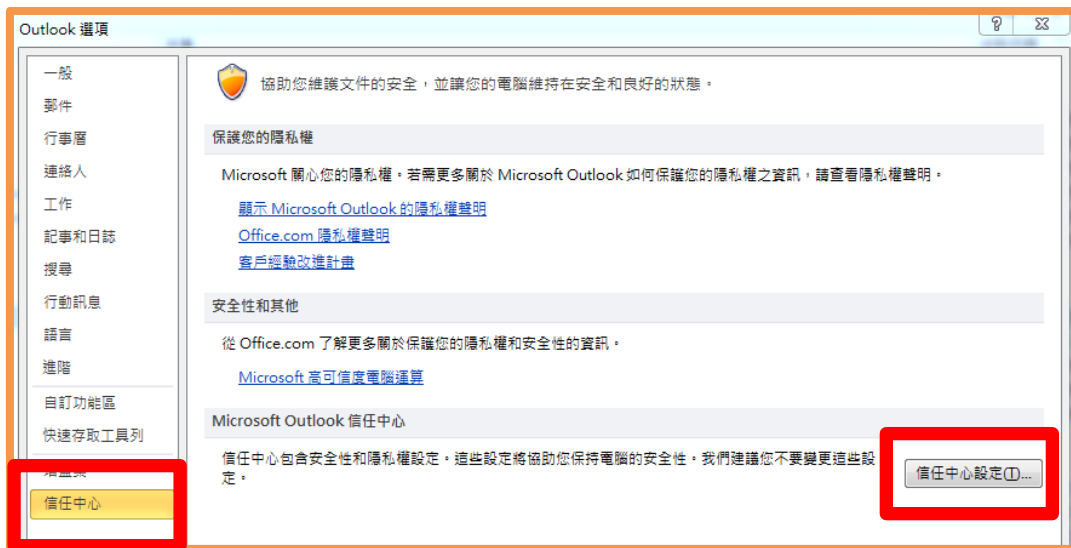 Outlook 選項
一般
郵件
行事曆
連絡人
工作
記事和日誌
搜尋
行動訊息
語言
進階
自訂功能區
快速存取工具列
信任中心
協助您維護文件的安全，並讓您的電腦維持在安全和良好的狀態。
保護您的隱私權
Microsoft 關心您的隱私權。若需更多關於 Microsoft Outlook 如何保護您的隱私權之資訊，請查看隱私權聲明。
顯示 Microsoft Outlook 的隱私權聲明
Office.com 隱私權聲明
客戶經驗改進計畫
安全性和其他
從 Office.com 了解更多關於保護您的隱私權和安全性的資訊。
Microsoft 高可信度電腦運算
Microsoft Outlook 信任中心
信任中心包含安全性和隱私權設定。這些設定將協助您保持電腦的安全性。我們建議您不要變更這些設
定。
信任中心設定(T)...